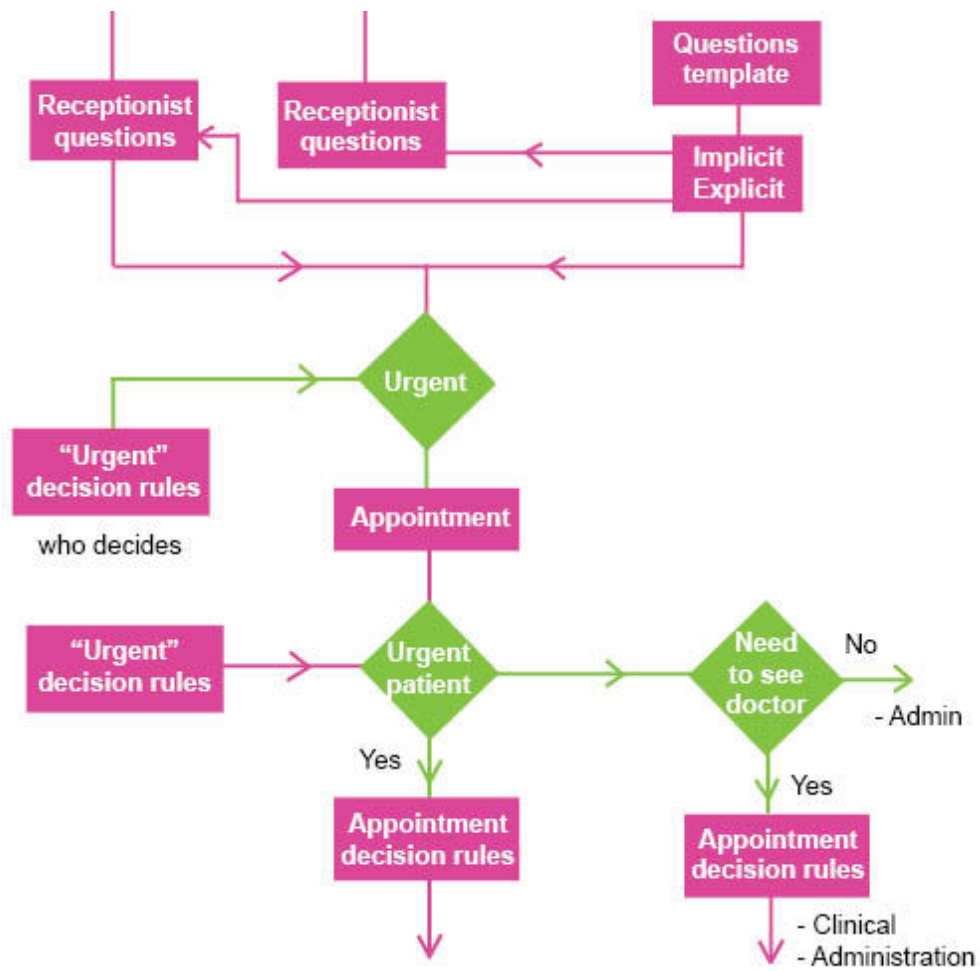 Questions
template
Receptionist
questions
Receptionist
questions
Implicit
Explicit
Urgent
“Urgent”
decision rules
who decides
Appointment
“Urgent”
decision rules
Urgent
patient
Need
to see
doctor
No
- Admin
Yes
Yes
Appointment
decision rules
Appointment
decision rules
- Clinical
- Administration